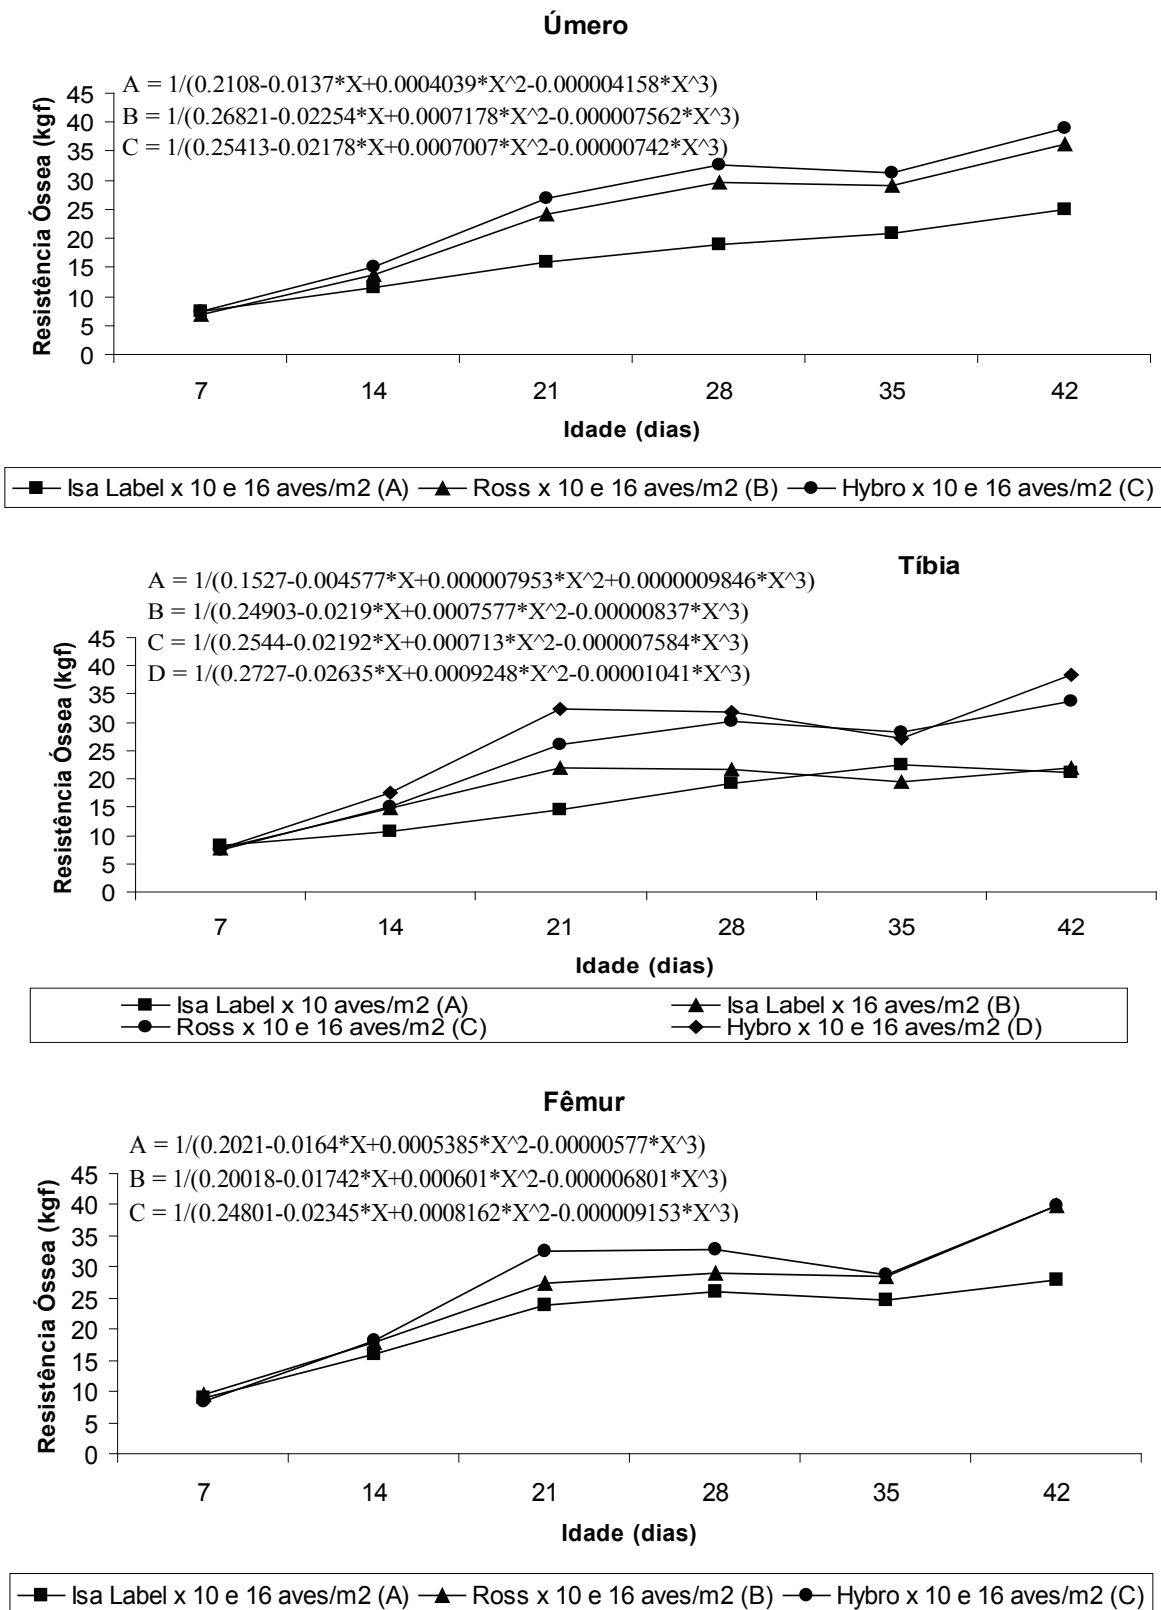 Úmero
A = 1/(0.2108-0.0137*X+0.0004039*X^2-0.000004158*X^3)
B = 1/(0.26821-0.02254*X+0.0007178*X^2-0.000007562*X^3)
C = 1/(0.25413-0.02178*X+0.0007007*X^2-0.00000742*X^3)
Resistência Óssea (kgf)
45
40
35
30
25
20
15
10
5
0
7 14 21 28 35 42
Idade (dias)
Isa Label x 10 e 16 aves/m2 (A) Ross x 10 e 16 aves/m2 (B) Hybro x 10 e 16 aves/m2 (C)
Tíbia
A = 1/(0.1527-0.004577*X+0.000007953*X^2+0.0000009846*X^3)
B = 1/(0.24903-0.0219*X+0.0007577*X^2-0.00000837*X^3)
C = 1/(0.2544-0.02192*X+0.000713*X^2-0.000007584*X^3)
D = 1/(0.2727-0.02635*X+0.0009248*X^2-0.00001041*X^3)
Resistência Óssea (kgf)
45
40
35
30
25
20
15
10
5
0
7 14 21 28 35 42
Idade (dias)
Isa Label x 10 aves/m2 (A) Isa Label x 16 aves/m2 (B)
Ross x 10 e 16 aves/m2 (C) Hybro x 10 e 16 aves/m2 (D)
Fêmur
A = 1/(0.2021-0.0164*X+0.0005385*X^2-0.00000577*X^3)
B = 1/(0.20018-0.01742*X+0.000601*X^2-0.000006801*X^3)
C = 1/(0.24801-0.02345*X+0.0008162*X^2-0.000009153*X^3)
Resistência Óssea (kgf)
45
40
35
30
25
20
15
10
5
0
7 14 21 28 35 42
Idade (dias)
Isa Label x 10 e 16 aves/m2 (A) Ross x 10 e 16 aves/m2 (B) Hybro x 10 e 16 aves/m2 (C)